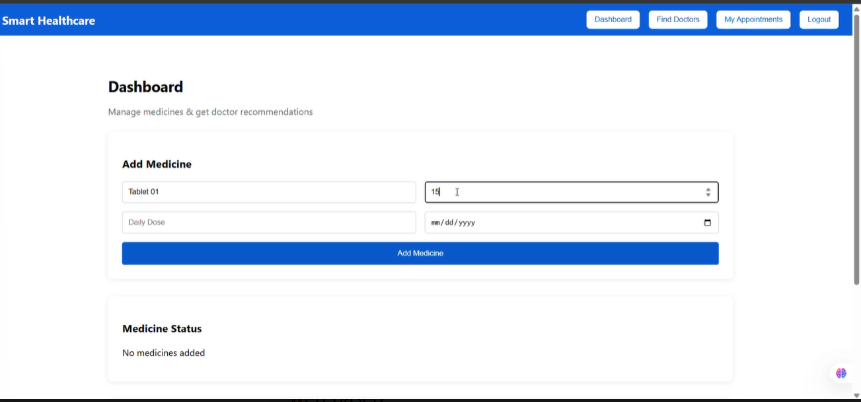 Smart Healthcare Dashboard Find Doctors My Appointments Logout
Dashboard
Manage medicines & get doctor recommendations
Add Medicine
Tablet 01 15
Daily Dose mm/dd/yyyy
Add Medicine
Medicine Status
No medicines added